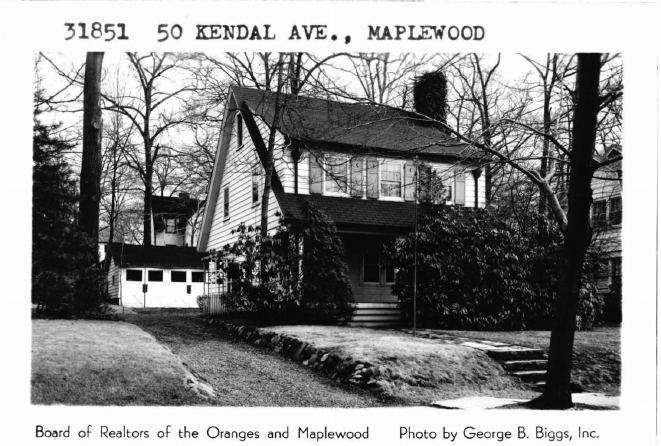 31851 50 KENDAL AVE., MAPLEWOOD
Board of Realtors of the Oranges and Maplewood Photo by George B. Biggs, Inc.